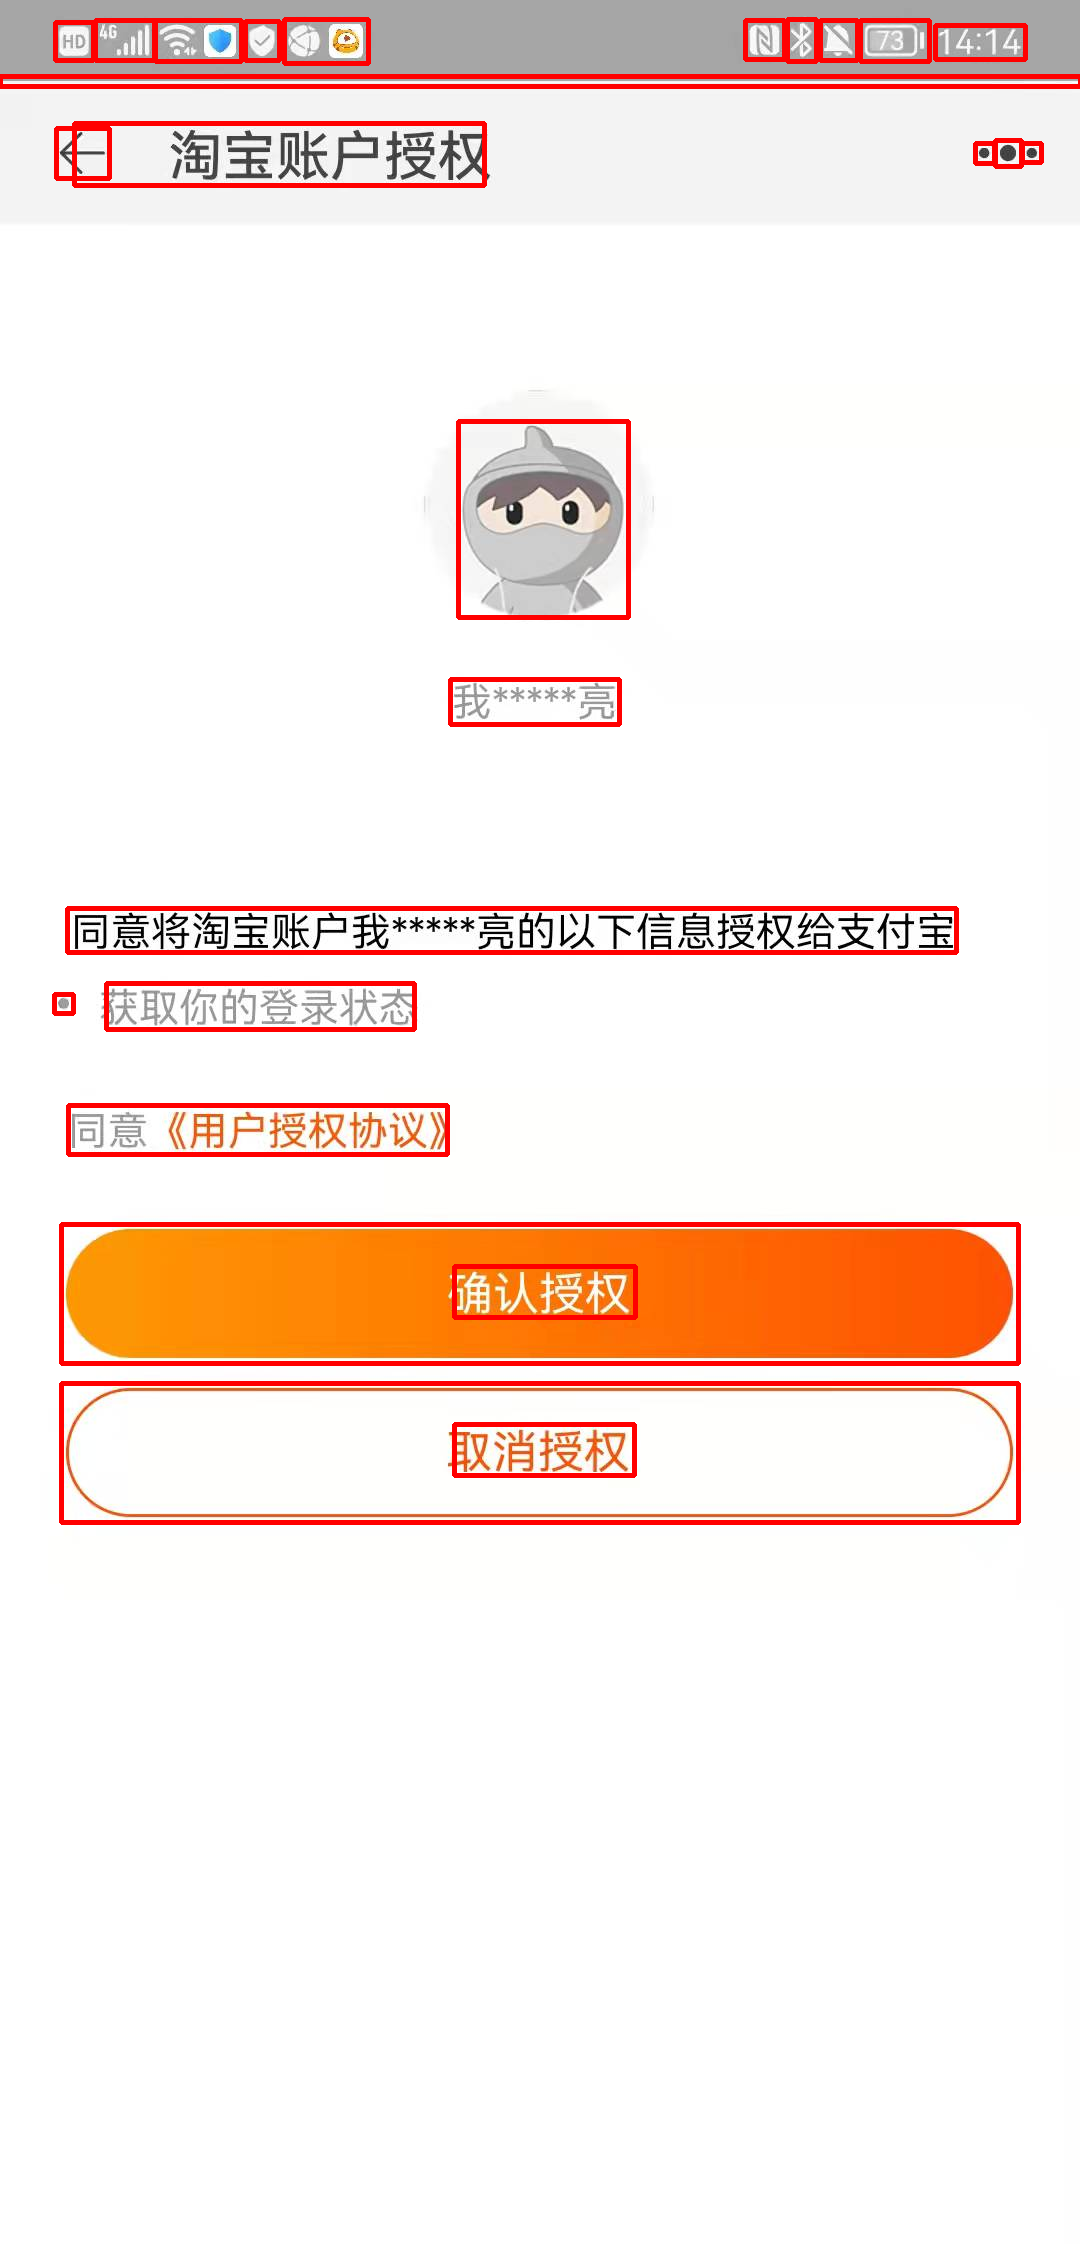 HD 4G 73 14:14
淘宝账户授权
我*****亮
同意将淘宝账户我*****亮的以下信息授权给支付宝
获取你的登录状态
同意《用户授权协议》
确认授权
取消授权